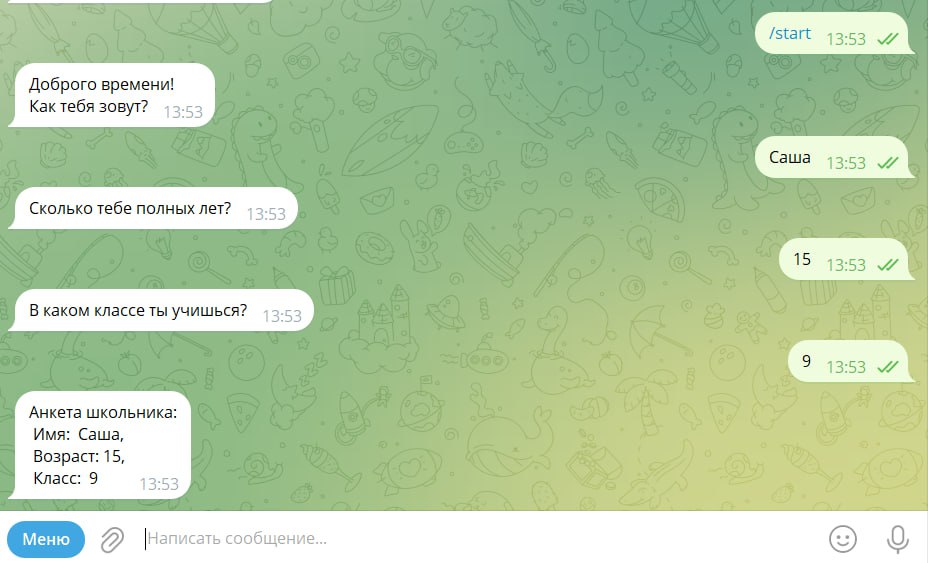 /start 13:53
Доброго времени!
Как тебя зовут? 13:53
Саша 13:53
Сколько тебе полных лет? 13:53
15 13:53
В каком классе ты учишься? 13:53
9 13:53
Анкета школьника:
Имя: Саша,
Возраст: 15,
Класс: 9 13:53
Меню Написать сообщение...